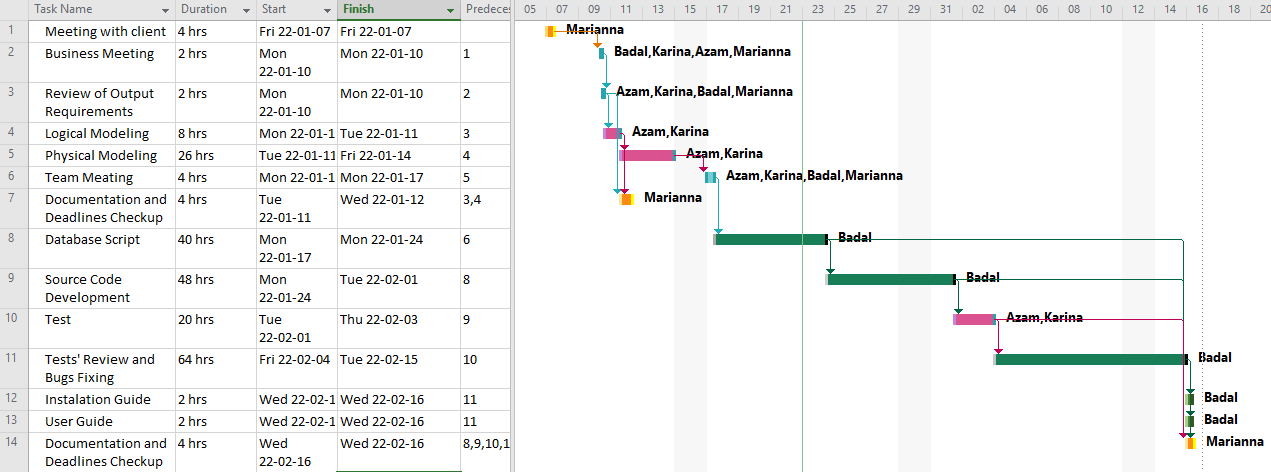 Task Name Duration Start Finish Predeces 05 07 09 11 13 15 17 19 21 23 25 27 29 31 02 04 06 08 10 12 14 16 18 20
1 Meeting with client 4 hrs Fri 22-01-07 Fri 22-01-07 Marianna
2 Business Meeting 2 hrs Mon Mon 22-01-10 1 Badal,Karina,Azam,Marianna
22-01-10
3 Review of Output 2 hrs Mon Mon 22-01-10 2 Azam,Karina,Badal,Marianna
Requirements 22-01-10
4 Logical Modeling 8 hrs Mon 22-01-1 Tue 22-01-11 3 Azam,Karina
5 Physical Modeling 26 hrs Tue 22-01-11 Fri 22-01-14 4 Azam,Karina
6 Team Meating 4 hrs Mon 22-01-1 Mon 22-01-17 5 Azam,Karina,Badal,Marianna
7 Documentation and 4 hrs Tue Wed 22-01-12 3,4 Marianna
Deadlines Checkup 22-01-11
8 Database Script 40 hrs Mon Mon 22-01-24 6 Badal
22-01-17
9 Source Code 48 hrs Mon Tue 22-02-01 8 Badal
Development 22-01-24
10 Test 20 hrs Tue Thu 22-02-03 9 Azam,Karina
22-02-01
11 Tests' Review and 64 hrs Fri 22-02-04 Tue 22-02-15 10 Badal
Bugs Fixing
12 Instalation Guide 2 hrs Wed 22-02-1 Wed 22-02-16 11 Badal
13 User Guide 2 hrs Wed 22-02-1 Wed 22-02-16 11 Badal
14 Documentation and 4 hrs Wed Wed 22-02-16 8,9,10,1 Marianna
Deadlines Checkup 22-02-16